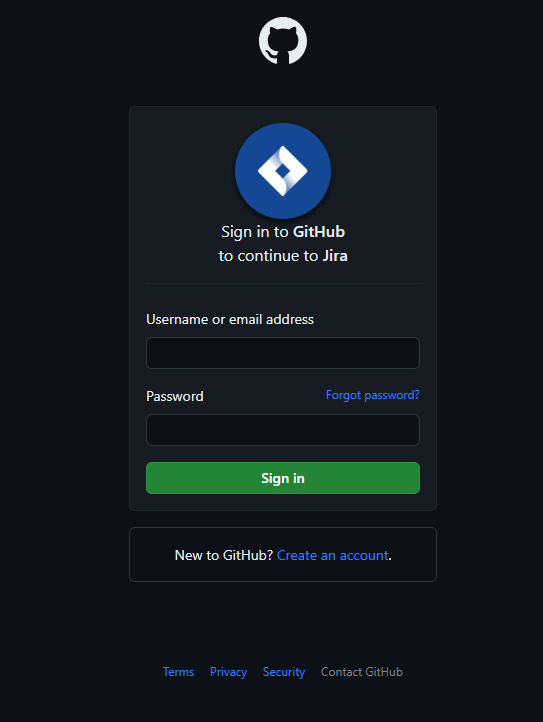 Sign in to GitHub
to continue to Jira
Username or email address
Password Forgot password?
Sign in
New to GitHub? Create an account.
Terms Privacy Security Contact GitHub